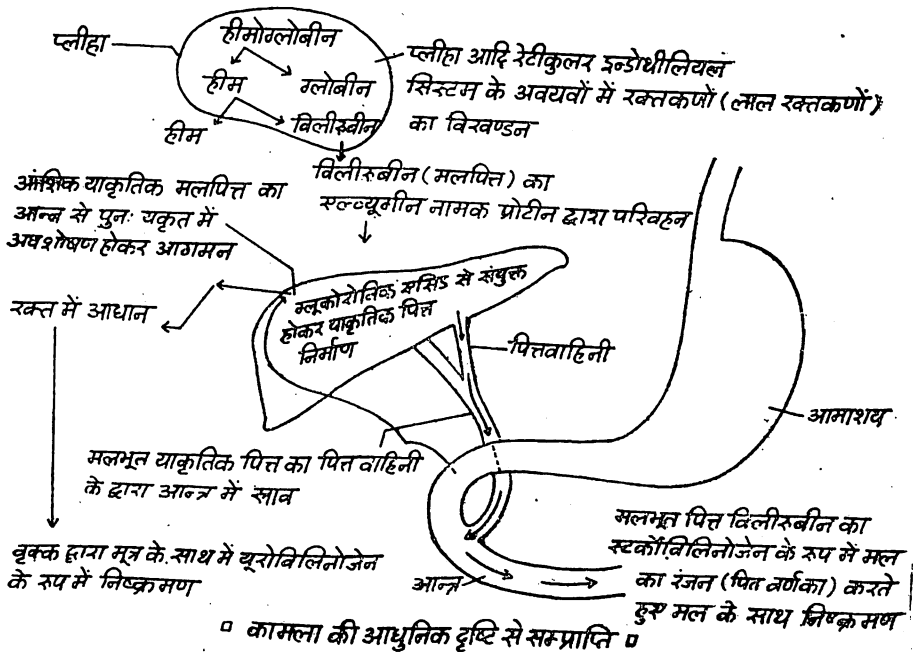 प्लीहा
हीमोग्लोबीन
हीम
ग्लोबीन
हीम
विलीरूबीन
प्लीहा आदि रेटीकुलर इन्डोथीलियल
सिस्टम के अवयवों में रक्तकणों (लाल रक्तकणों)
का विखण्डन
विलीरूबीन (मलपित्त) का
एल्ब्यूमीन नामक प्रोटीन द्वारा परिवहन
आंशिक याकृतिक मलपित्त का
आन्त्र से पुनः यकृत में
अवशोषण होकर आगमन
रक्त में आधान
ग्लूकोरोनिक एसिड से संयुक्त
होकर याकृतिक पित्त
निर्माण
पित्तवाहिनी
आमाशय
मलभूत याकृतिक पित्त का पित्त वाहिनी
के द्वारा आन्त्र में स्राव
वृक्क द्वारा मूत्र के साथ में यूरोविलिनोजेन
के रूप में निष्क्रमण
आन्त्र
मलभूत पित्त विलीरूबीन का
स्टर्कोविलिनोजेन के रूप में मल
का रंजन (पित वर्णका) करते
हुए मल के साथ निष्क्रमण
▫ कामला की आधुनिक दृष्टि से सम्प्राप्ति ▫